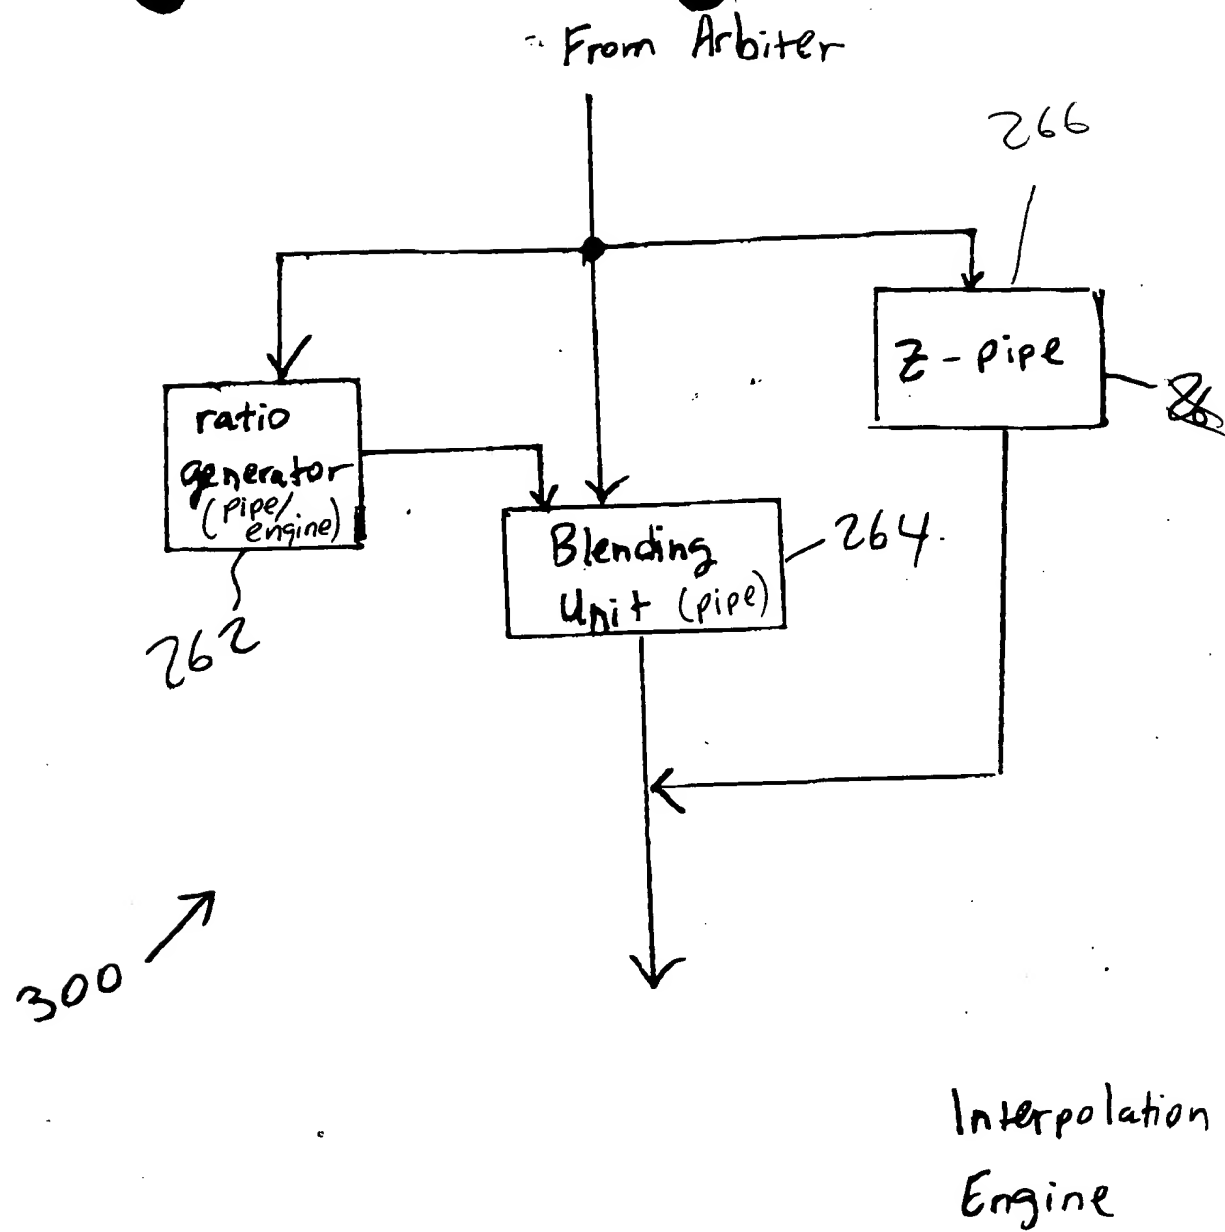 From Arbiter
266
Z-pipe
ratio
generator
(pipe/
engine)
Blending
Unit (pipe)
264
262
300
Interpolation
Engine